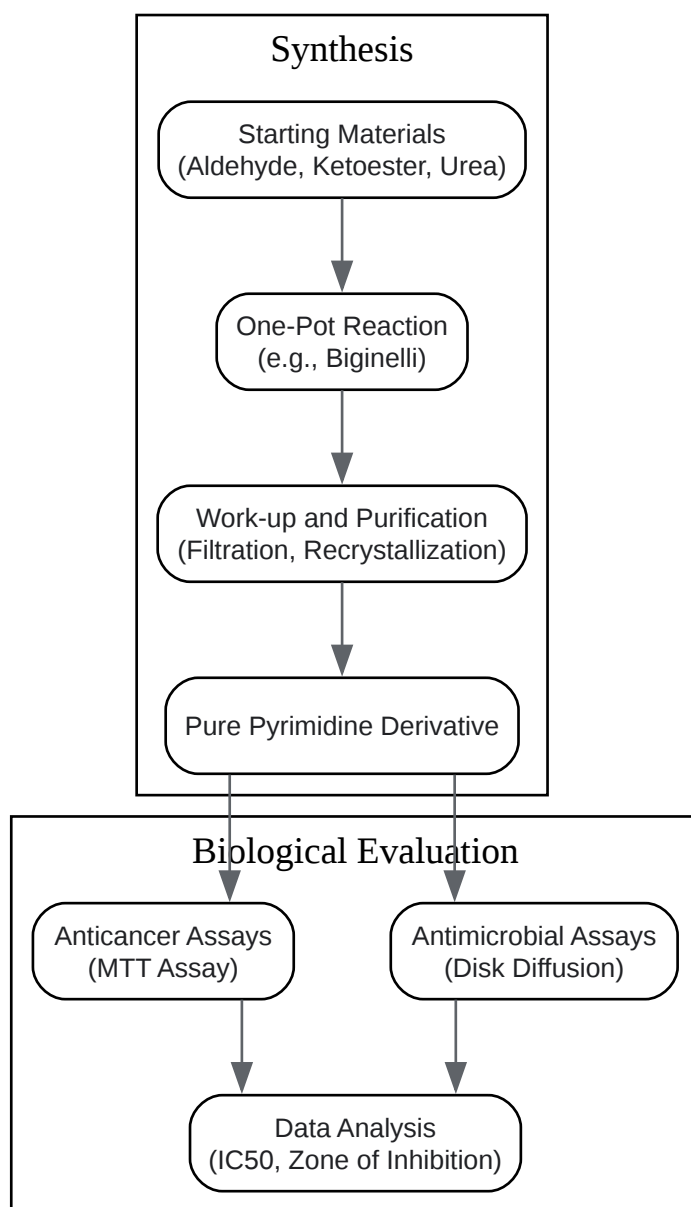 Synthesis
Starting Materials
(Aldehyde, Ketoester, Urea)
One-Pot Reaction
(e.g., Biginelli)
Work-up and Purification
(Filtration, Recrystallization)
Pure Pyrimidine Derivative
Biological Evaluation
Anticancer Assays
(MTT Assay)
Antimicrobial Assays
(Disk Diffusion)
Data Analysis
(IC50, Zone of Inhibition)